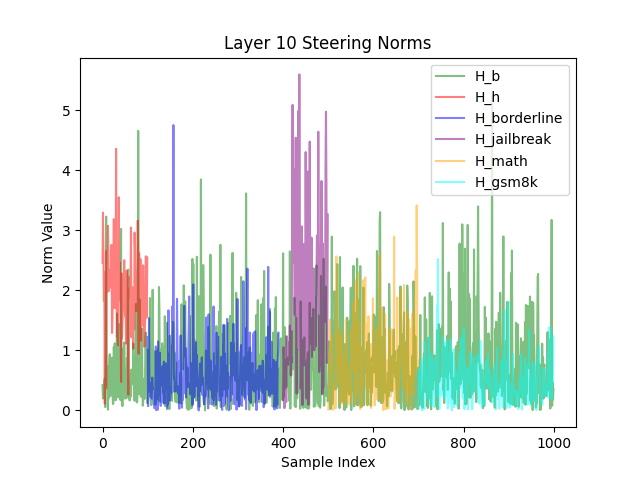 Layer 10 Steering Norms
H_b
H_h
H_borderline
H_jailbreak
H_math
H_gsm8k
Norm Value
5
4
3
2
1
0
0 200 400 600 800 1000
Sample Index